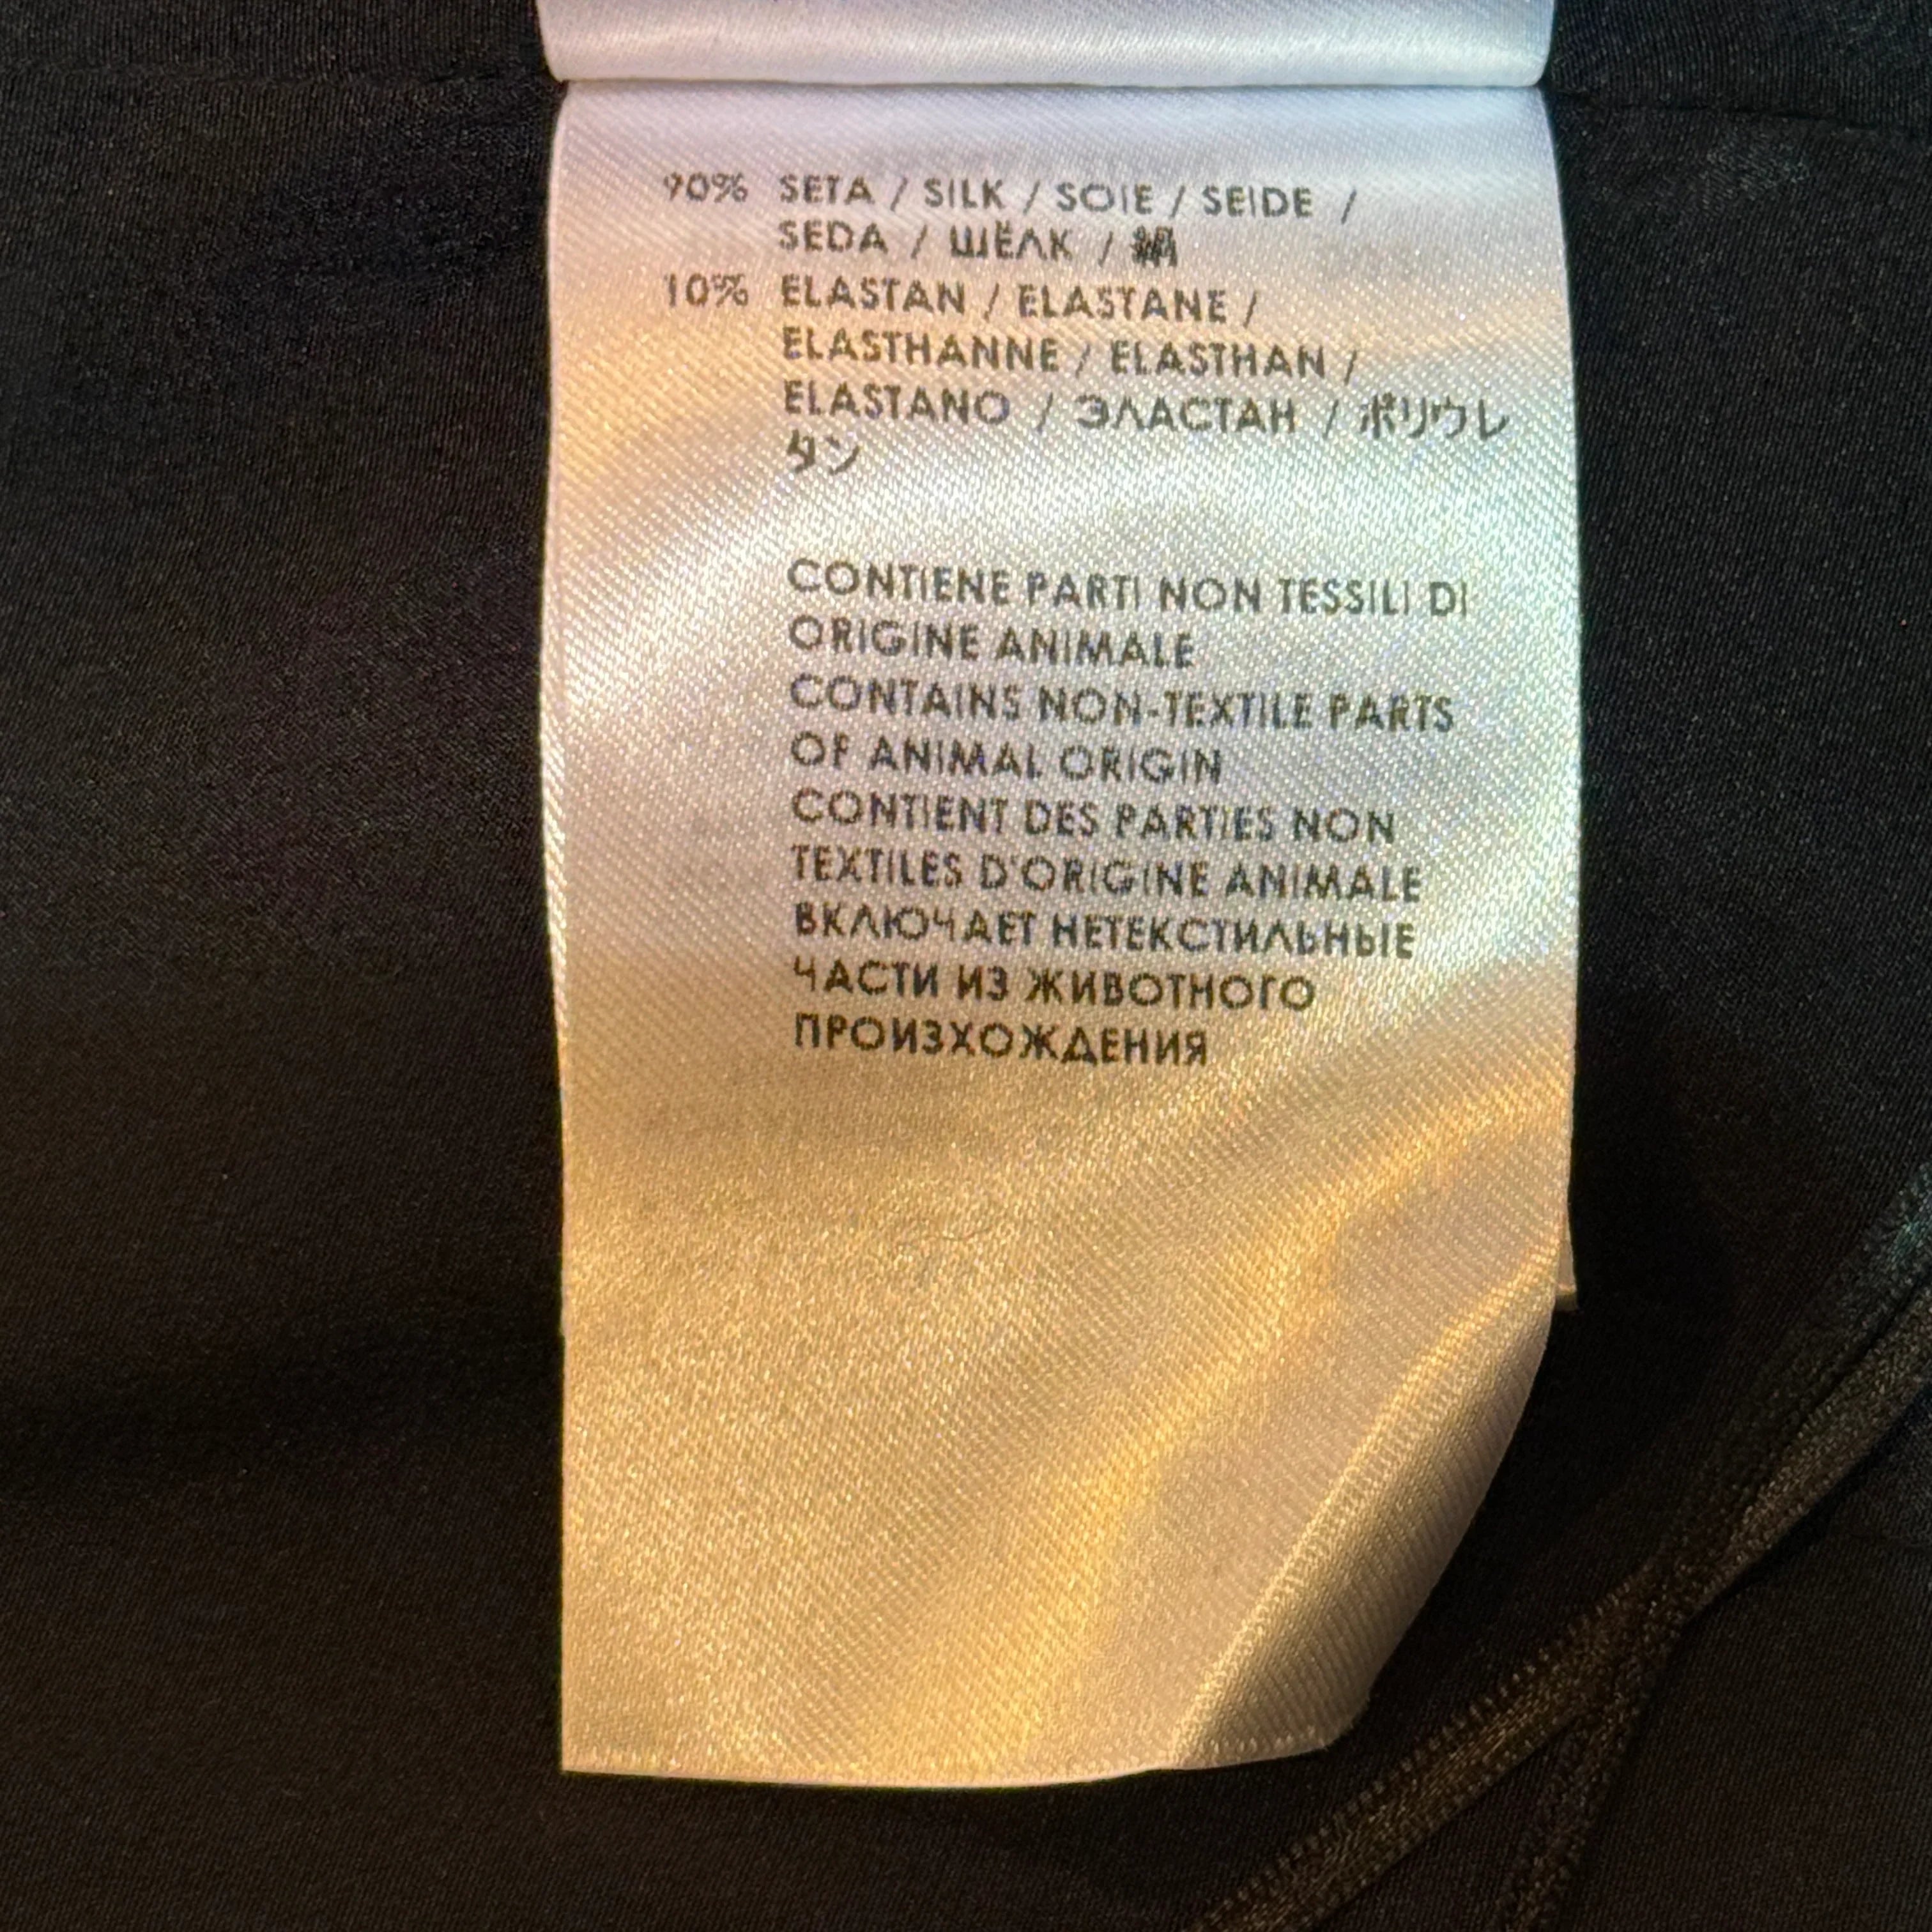 90% SETA / SILK / SOIE / SEIDE /
SEDA / ШЁЛК / 絹
10% ELASTAN / ELASTANE /
ELASTHANNE / ELASTHAN /
ELASTANO / ЭЛАСТАН / ポリウレ
タン
CONTIENE PARTI NON TESSILI DI
ORIGINE ANIMALE
CONTAINS NON-TEXTILE PARTS
OF ANIMAL ORIGIN
CONTIENT DES PARTIES NON
TEXTILES D'ORIGINE ANIMALE
ВКЛЮЧАЕТ НЕТЕКСТИЛЬНЫЕ
ЧАСТИ ИЗ ЖИВОТНОГО
ПРОИЗХОЖДЕНИЯ